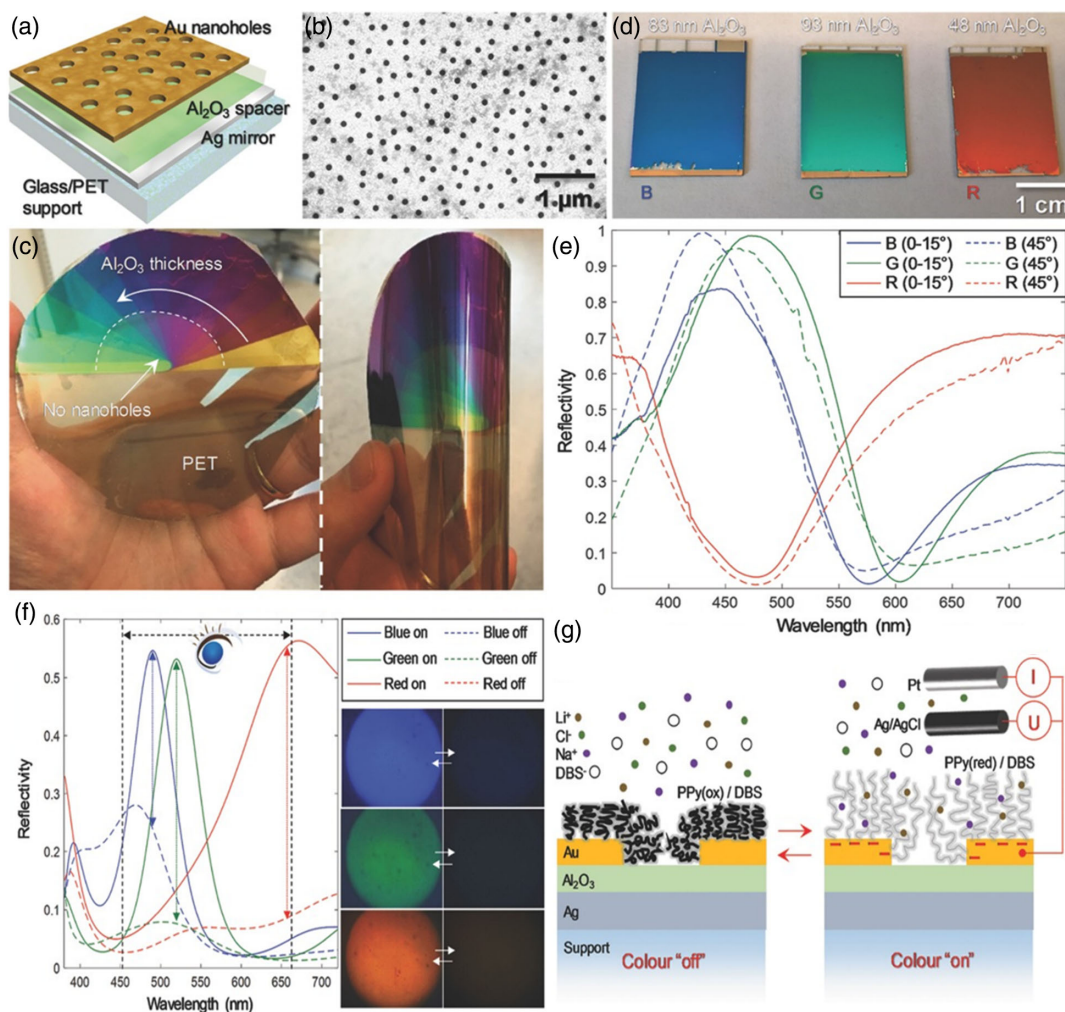 (a)
Au nanoholes
Al₂O₃ spacer
Ag mirror
Glass/PET
support
(b)
1 µm
(d)
83 nm Al₂O₃
93 nm Al₂O₃
48 nm Al₂O₃
B
G
R
1 cm
(c)
Al₂O₃ thickness
No nanoholes
PET
(e)
Reflectivity
1
0.9
0.8
0.7
0.6
0.5
0.4
0.3
0.2
0.1
0
B (0-15°) B (45°)
G (0-15°) G (45°)
R (0-15°) R (45°)
400 450 500 550 600 650 700
Wavelength (nm)
(f)
Reflectivity
0.6
0.5
0.4
0.3
0.2
0.1
0
Blue on Blue off
Green on Green off
Red on Red off
400 450 500 550 600 650 700
Wavelength (nm)
(g)
Pt
I
Ag/AgCl
U
Li⁺
Cl⁻
Na⁺
DBS⁻
PPy(ox) / DBS
PPy(red) / DBS
Au
Al₂O₃
Ag
Support
Colour "off"
Colour "on"